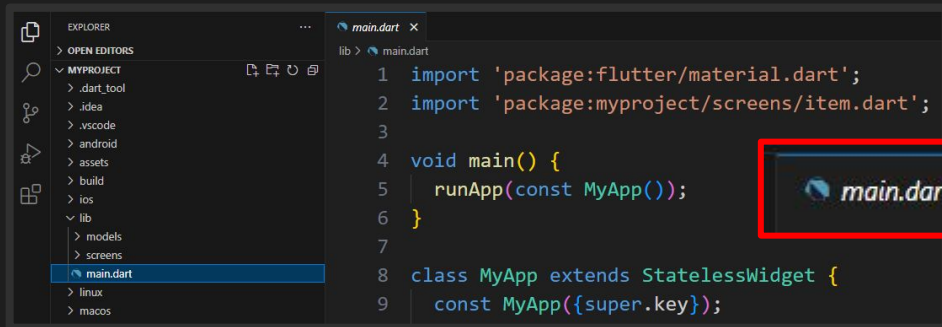 EXPLORER
OPEN EDITORS
MYPROJECT
.dart_tool
.idea
.vscode
android
assets
build
ios
lib
models
screens
main.dart
linux
macos
main.dart
lib > main.dart
1 import 'package:flutter/material.dart';
2 import 'package:myproject/screens/item.dart';
3
4 void main() {
5 runApp(const MyApp());
6 }
7
8 class MyApp extends StatelessWidget {
9 const MyApp({super.key});
main.dar